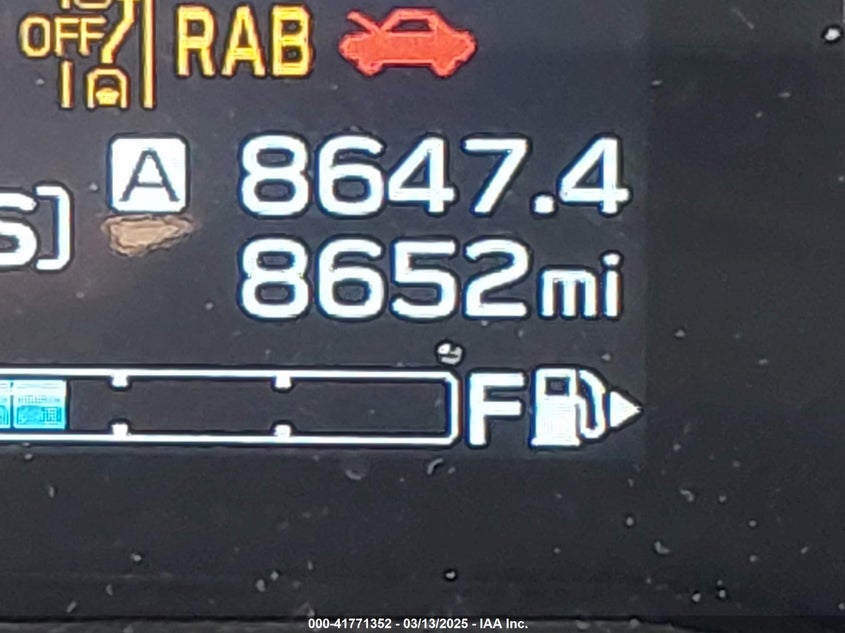 OFF RAB
A 8647.4
S]
8652mi
F
000-41771352 - 03/13/2025 - IAA Inc.